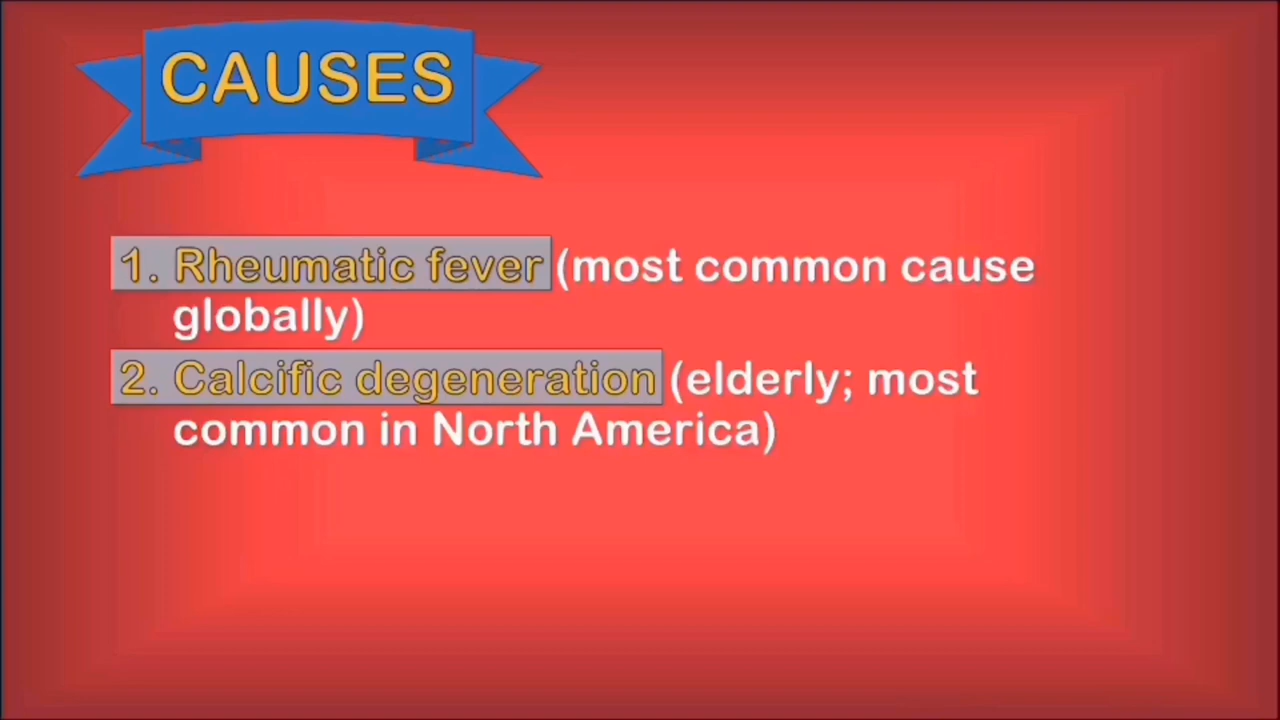 CAUSES
1. Rheumatic fever (most common cause
globally)
2. Calcific degeneration (elderly; most
common in North America)